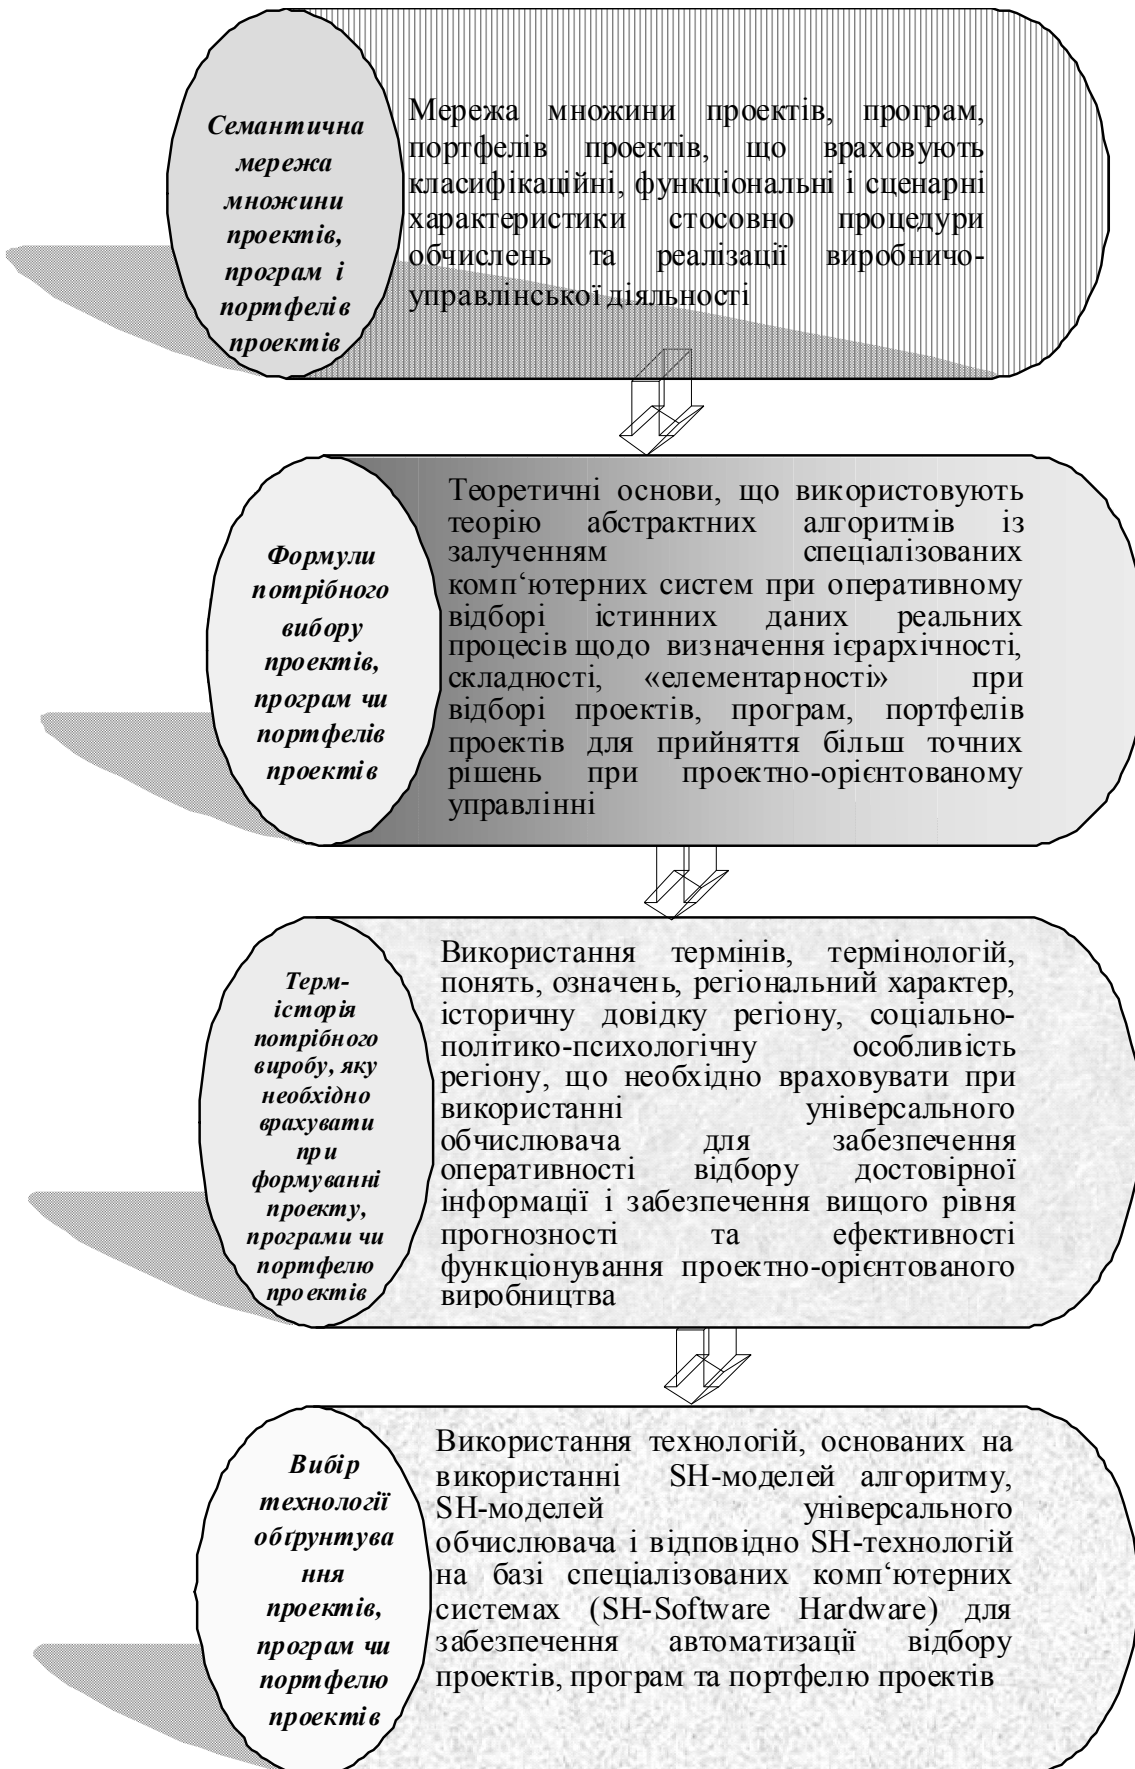 Семантична
мережа
множини
проектів,
програм і
портфелів
проектів
Мережа множини проектів, програм,
портфелів проектів, що враховують
класифікаційні, функціональні і сценарні
характеристики стосовно процедури
обчислень та реалізації виробничо-
управлінської діяльності
Формули
потрібного
вибору
проектів,
програм чи
портфелів
проектів
Теоретичні основи, що використовують
теорію абстрактних алгоритмів із
залученням спеціалізованих
комп‘ютерних систем при оперативному
відборі істинних даних реальних
процесів щодо визначення ієрархічності,
складності, «елементарності» при
відборі проектів, програм, портфелів
проектів для прийняття більш точних
рішень при проектно-орієнтованому
управлінні
Терм-
історія
потрібного
виробу, яку
необхідно
врахувати
при
формуванні
проекту,
програми чи
портфелю
проектів
Використання термінів, термінологій,
понять, означень, регіональний характер,
історичну довідку регіону, соціально-
політико-психологічну особливість
регіону, що необхідно враховувати при
використанні універсального
обчислювача для забезпечення
оперативності відбору достовірної
інформації і забезпечення вищого рівня
прогнозності та ефективності
функціонування проектно-орієнтованого
виробництва
Вибір
технології
обґрунтува
ння
проектів,
програм чи
портфелю
проектів
Використання технологій, основаних на
використанні SH-моделей алгоритму,
SH-моделей універсального
обчислювача і відповідно SH-технологій
на базі спеціалізованих комп‘ютерних
системах (SH-Software Hardware) для
забезпечення автоматизації відбору
проектів, програм та портфелю проектів